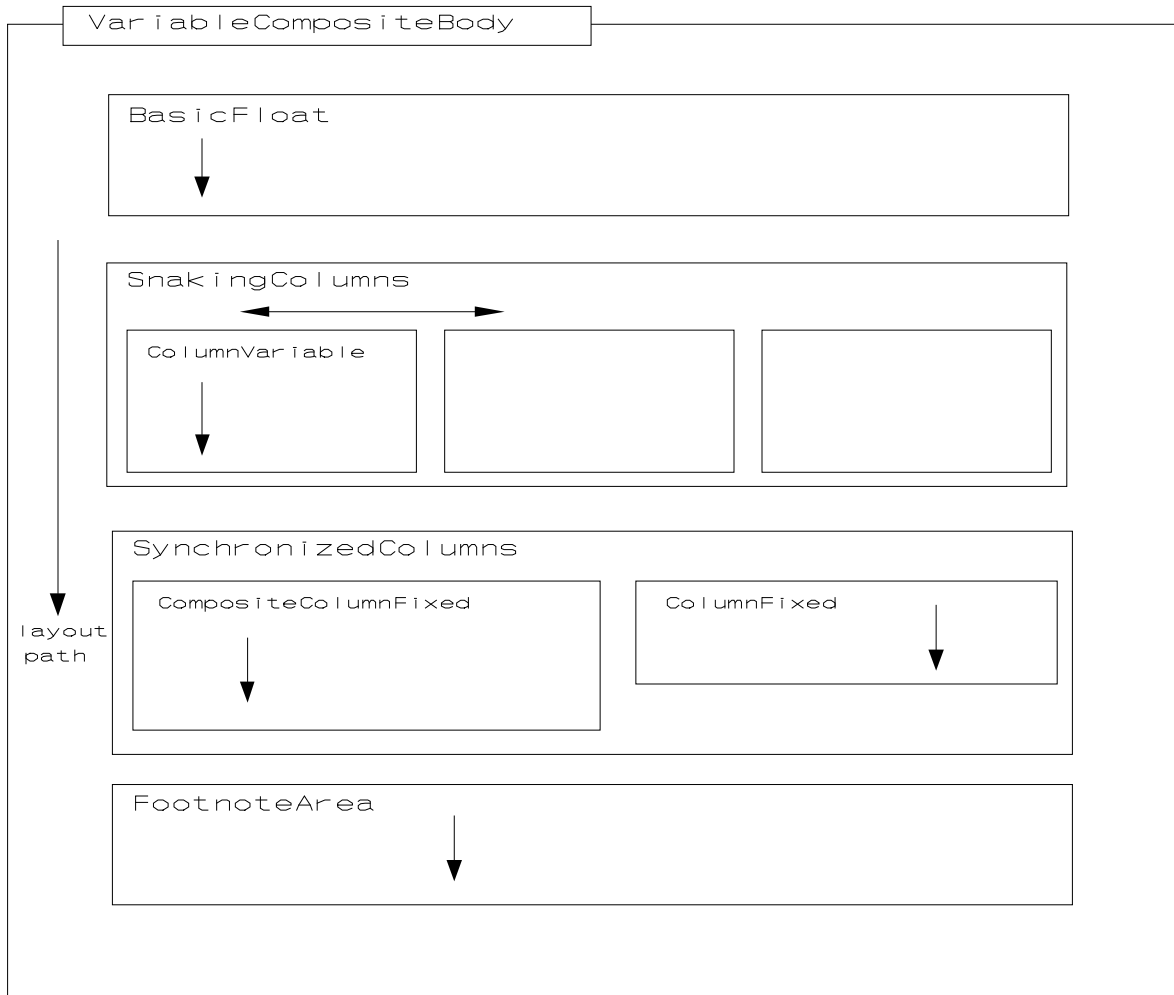 VariableCompositeBody
BasicFloat
SnakingColumns
ColumnVariable
SynchronizedColumns
CompositeColumnFixed
ColumnFixed
layout
path
FootnoteArea